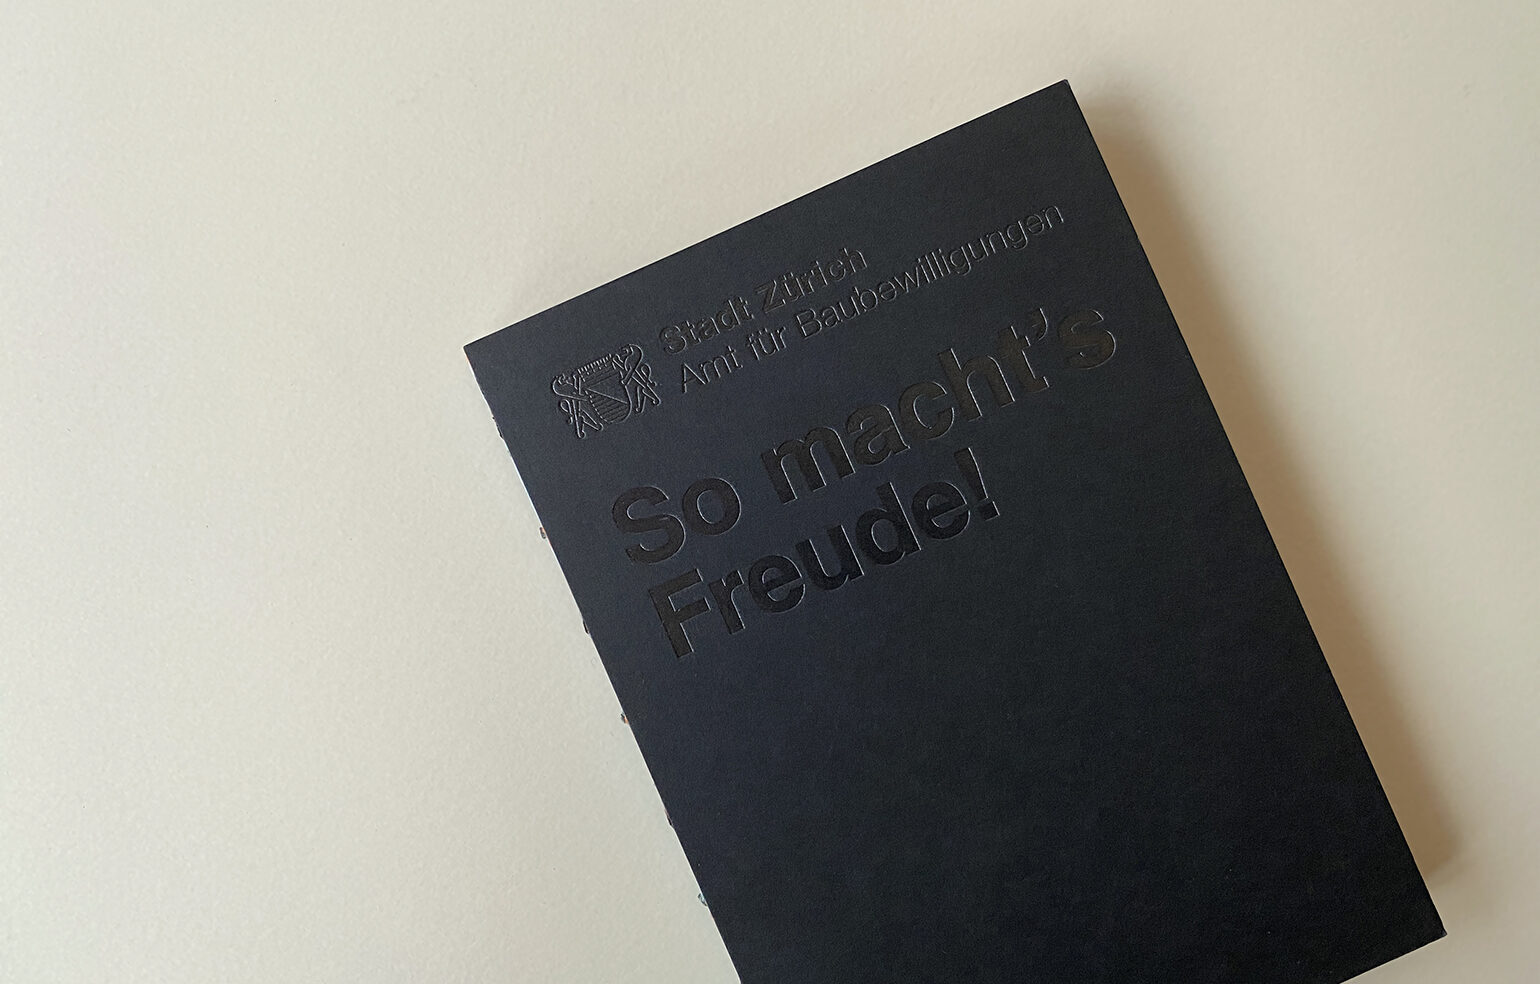 Stadt Zürich
Amt für Baubewilligungen
So macht's
Freude!